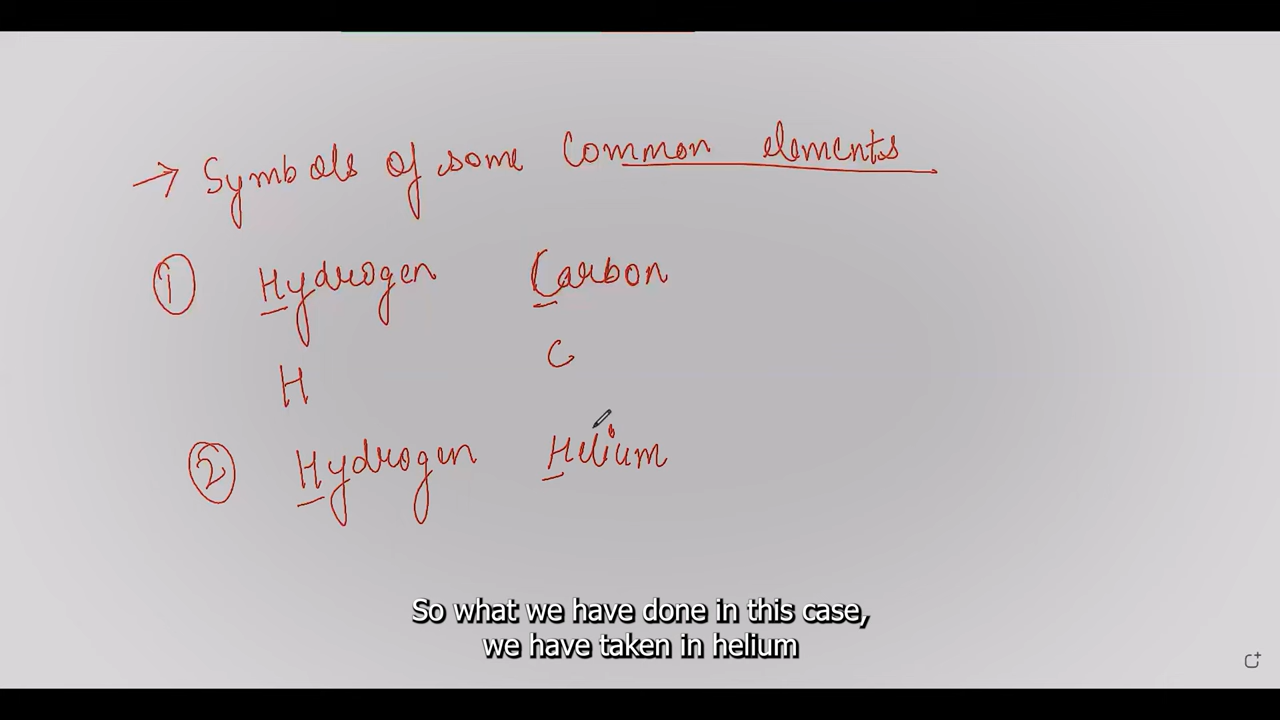 → Symbols of some Common elements
① Hydrogen Carbon
H C
② Hydrogen Helium
So what we have done in this case,
we have taken in helium